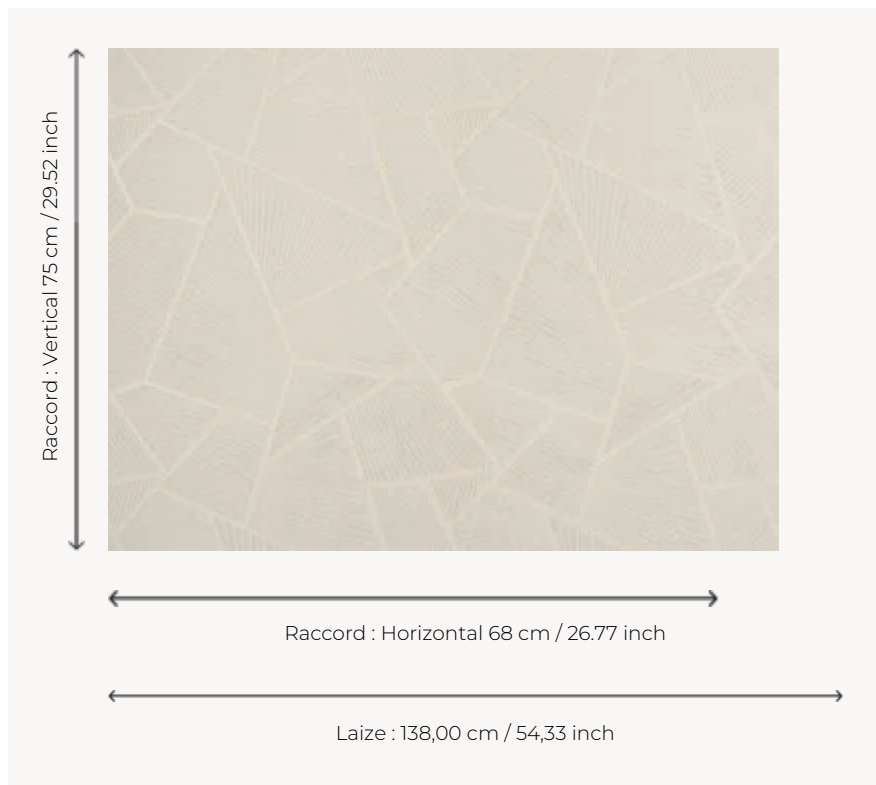 Raccord : Vertical 75 cm / 29.52 inch
Raccord : Horizontal 68 cm / 26.77 inch
Laize : 138,00 cm / 54,33 inch